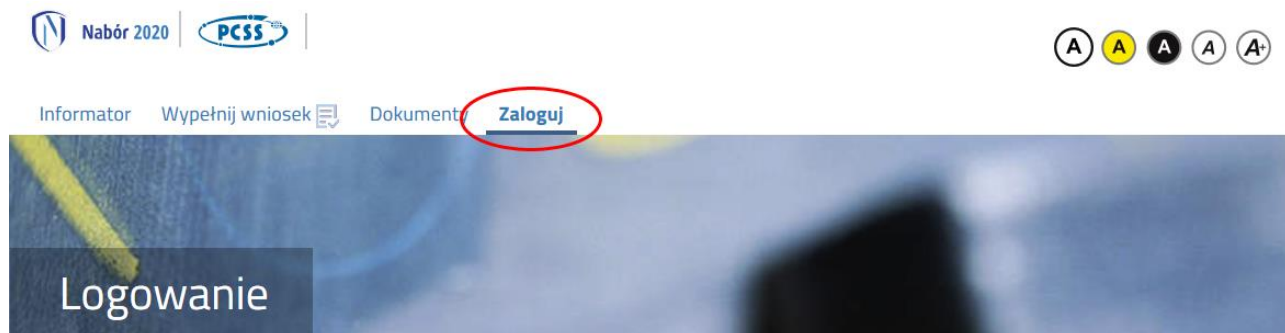 Nabór 2020 PCSS
A A A A A+
Informator Wypełnij wniosek Dokumenty Zaloguj
Logowanie